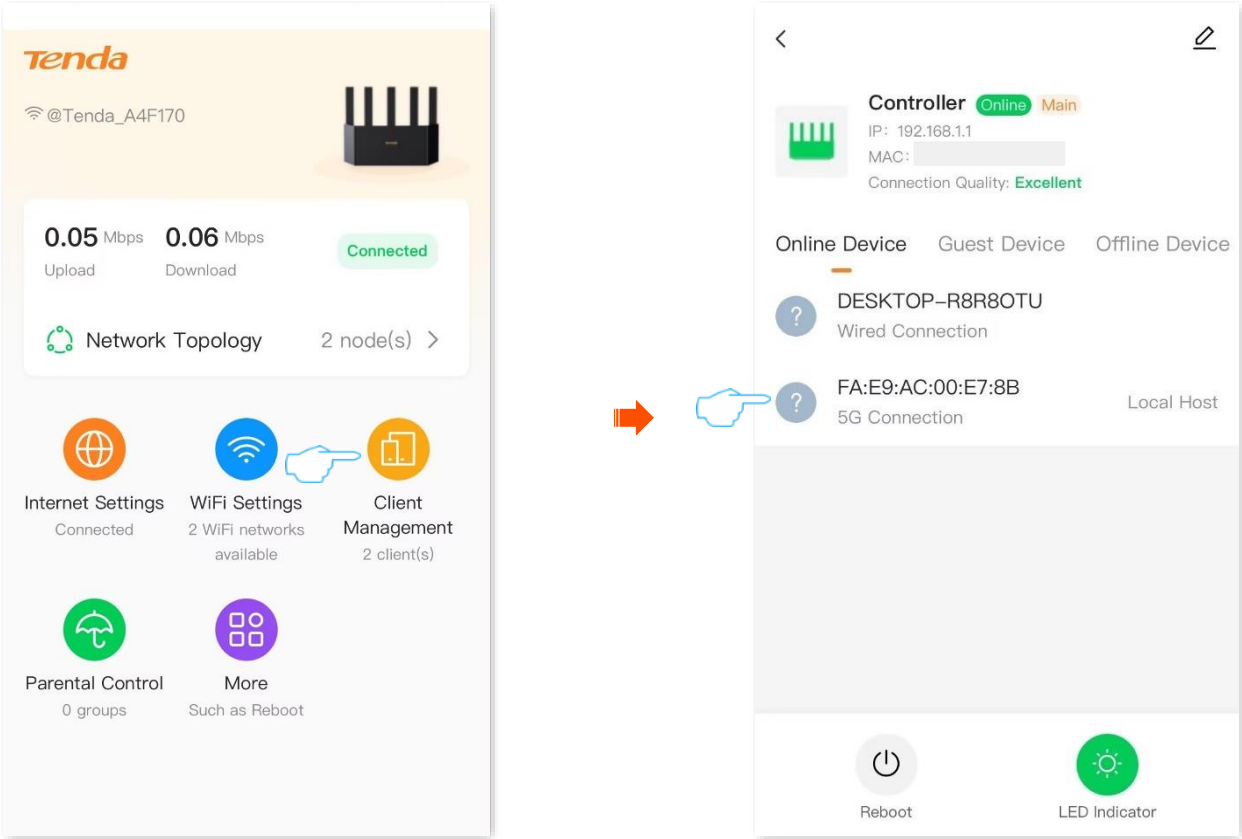 Tenda
@Tenda_A4F170
0.05 Mbps 0.06 Mbps
Upload Download
Connected
Network Topology 2 node(s)
Internet Settings
Connected
WiFi Settings
2 WiFi networks
available
Client
Management
2 client(s)
Parental Control
0 groups
More
Such as Reboot
Controller Online Main
IP: 192.168.1.1
MAC:
Connection Quality: Excellent
Online Device Guest Device Offline Device
?
DESKTOP-R8R8OTU
Wired Connection
?
FA:E9:AC:00:E7:8B
5G Connection
Local Host
Reboot
LED Indicator